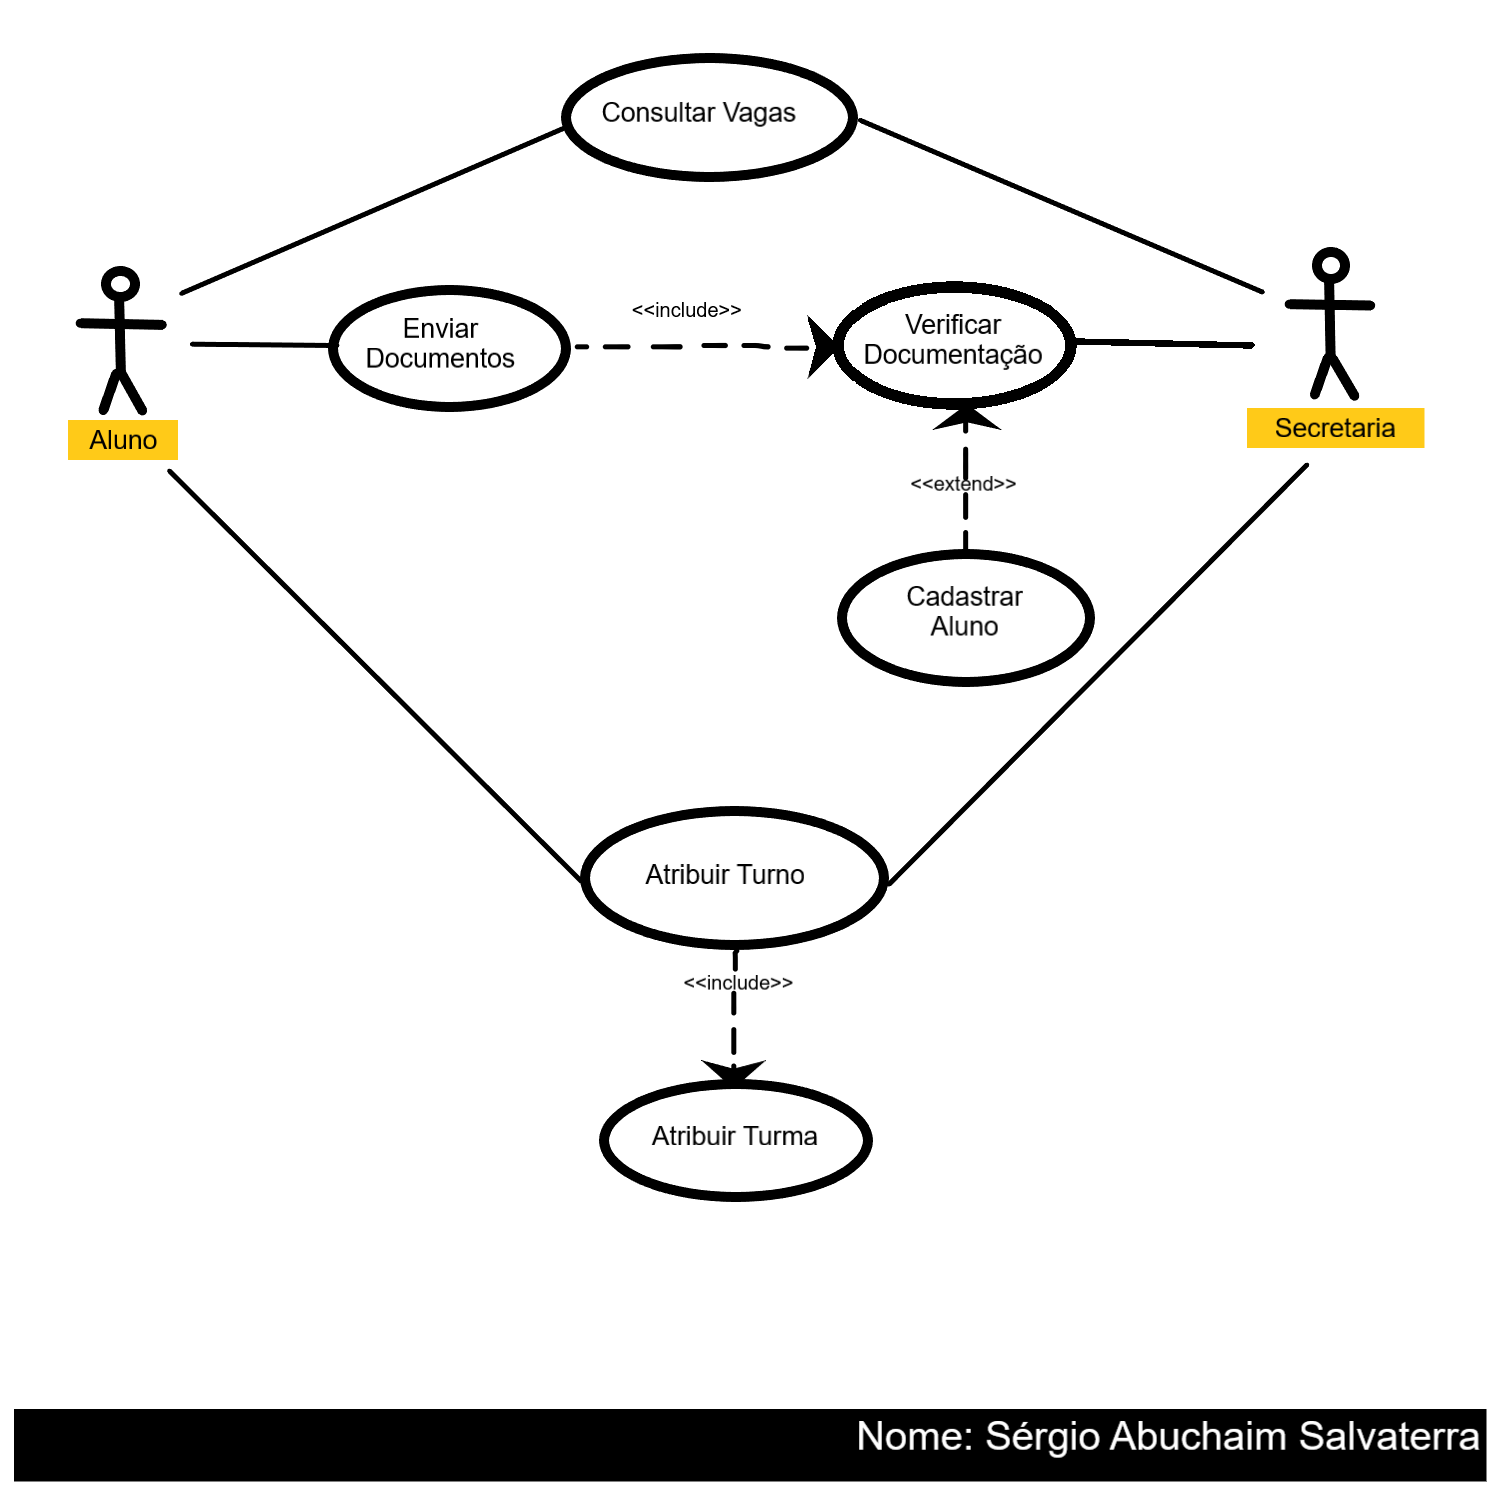 Consultar Vagas
<<include>>
Enviar
Documentos
Verificar
Documentação
Aluno
Secretaria
<<extend>>
Cadastrar
Aluno
Atribuir Turno
<<include>>
Atribuir Turma
Nome: Sérgio Abuchaim Salvaterra